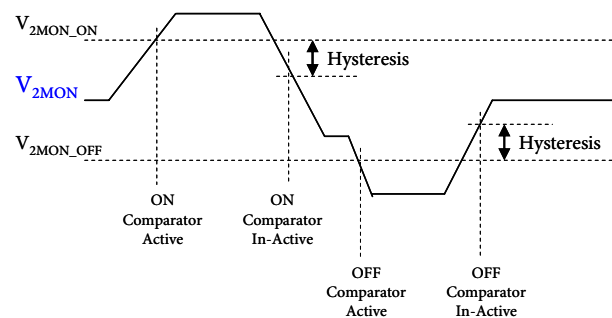 V2MON_ON
Hysteresis
V2MON
V2MON_OFF
Hysteresis
ON
Comparator
Active
ON
Comparator
In-Active
OFF
Comparator
Active
OFF
Comparator
In-Active